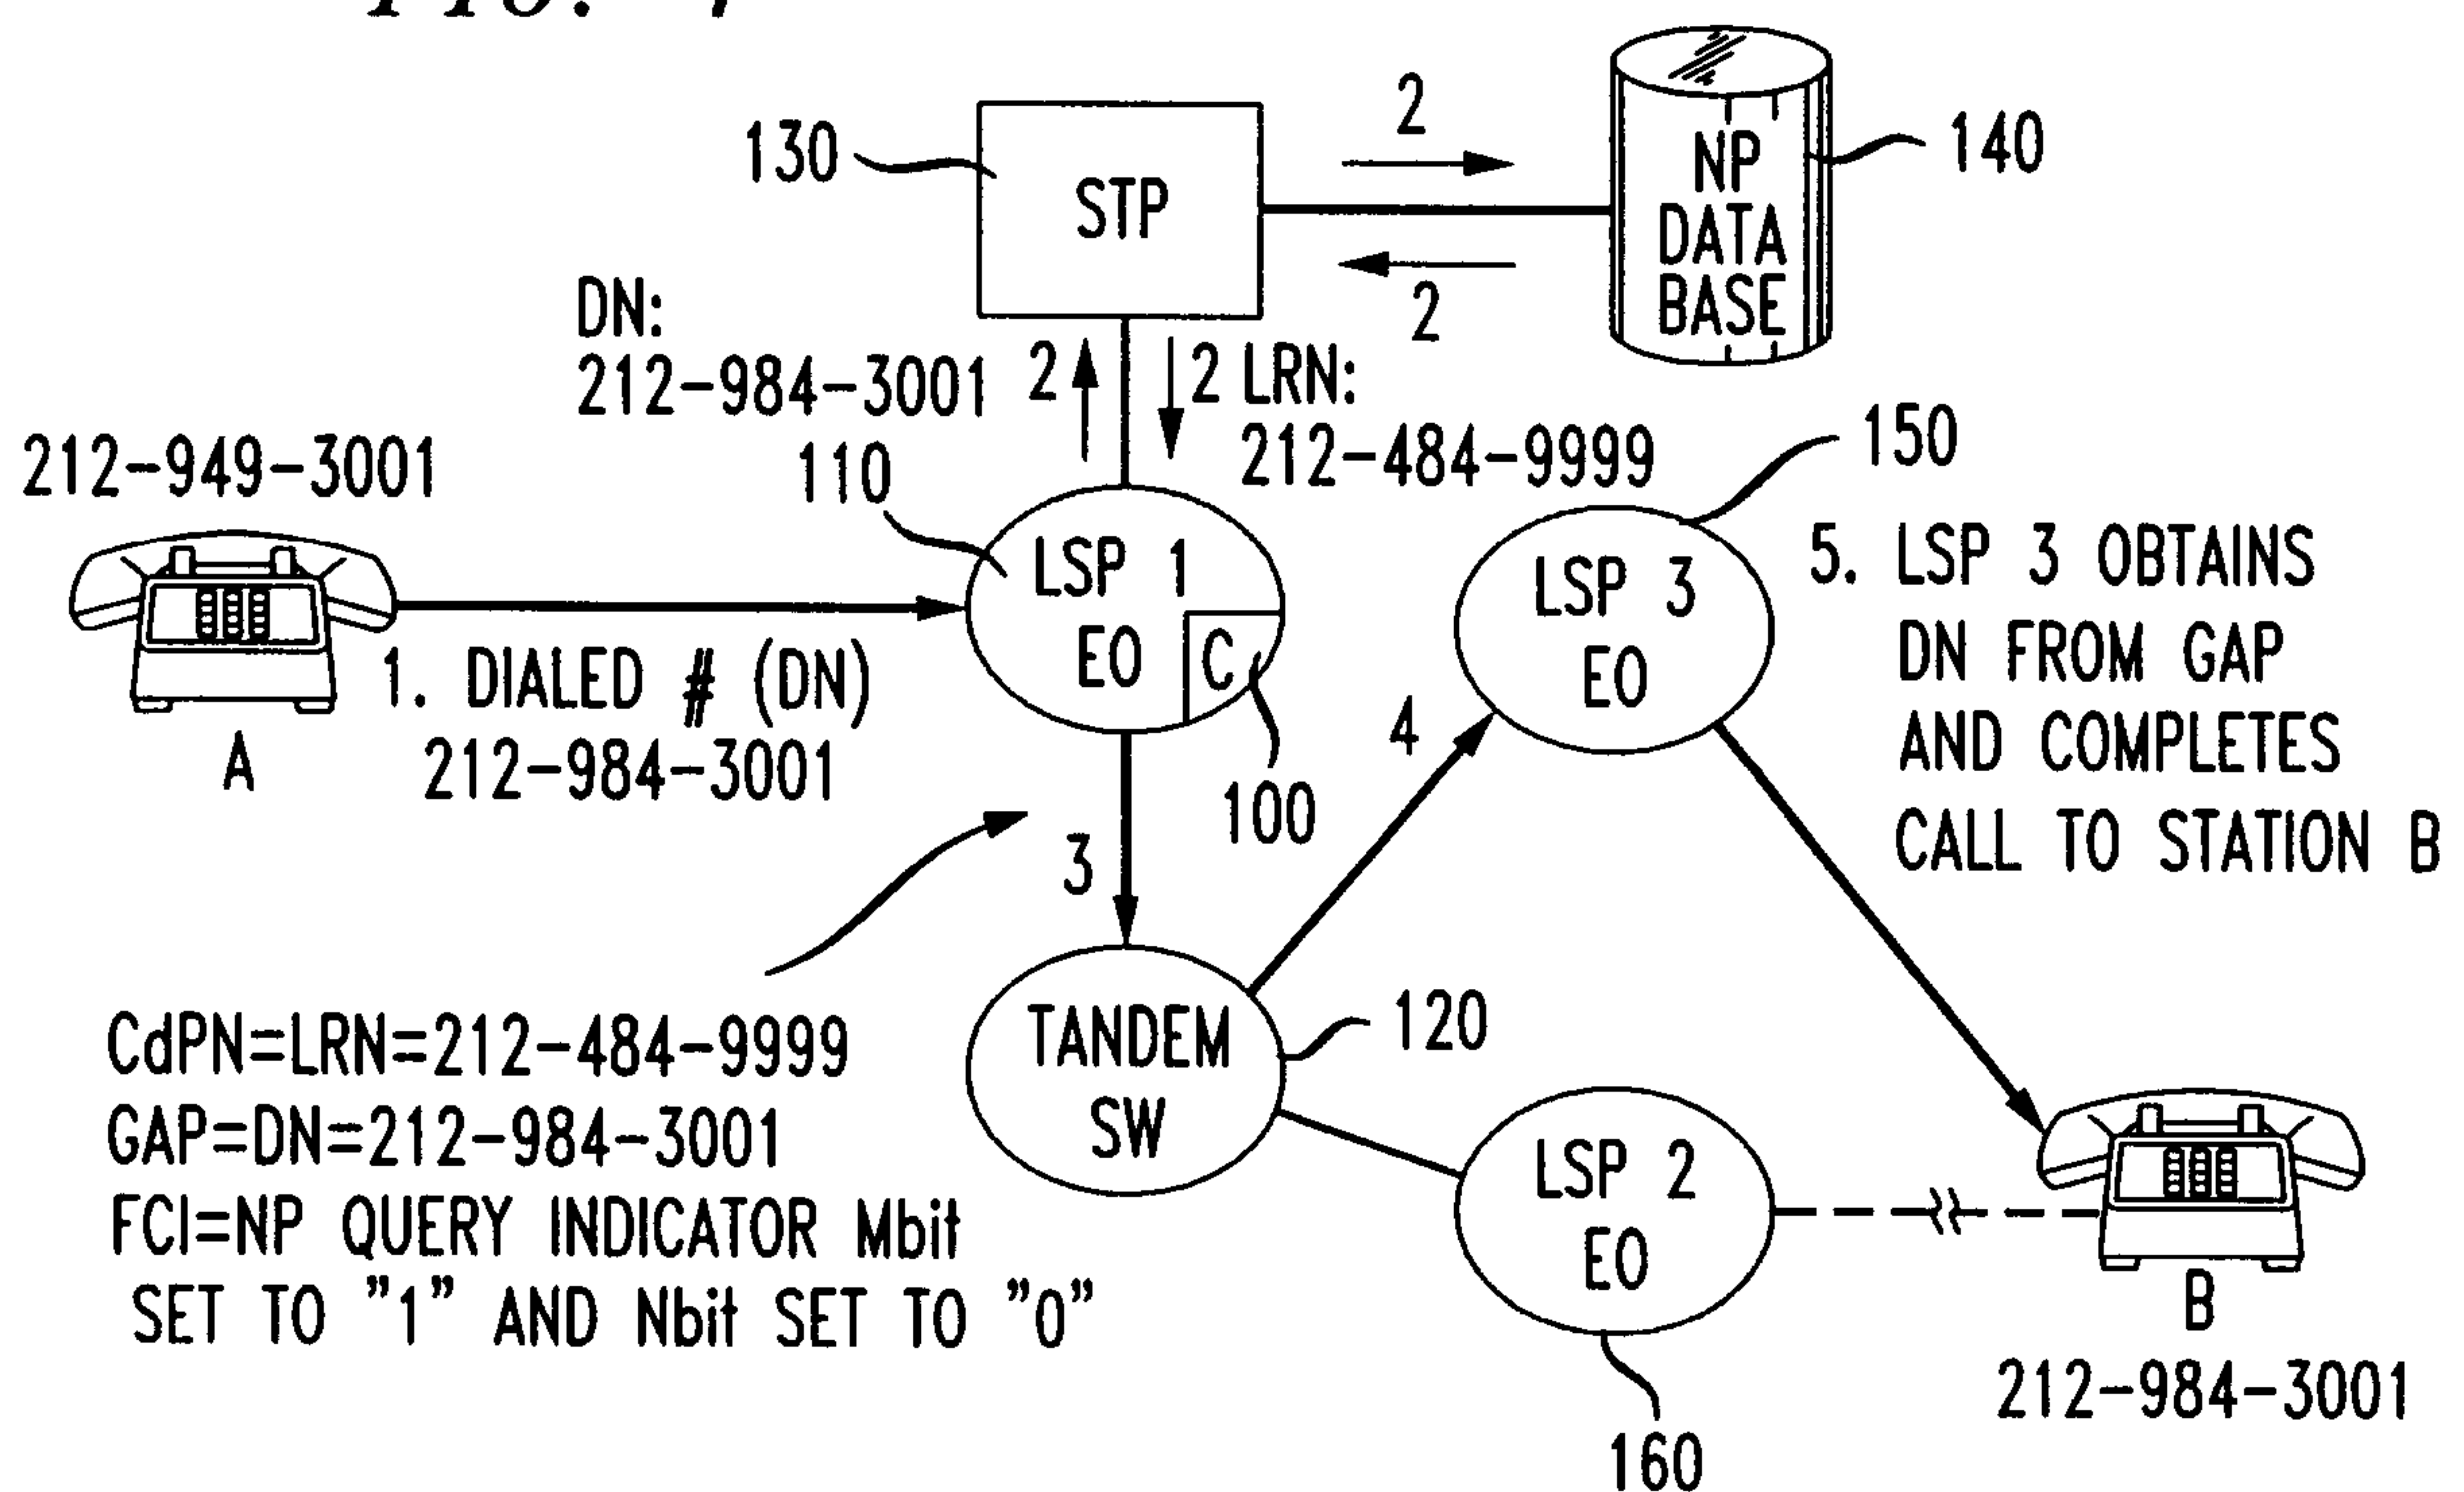 130
STP
2
2
NP
DATA
BASE
140
DN:
212-984-3001
2
2
LRN:
212-484-9999
212-949-3001
A
1. DIALED # (DN)
212-984-3001
110
LSP 1
EO
C
100
150
LSP 3
EO
5. LSP 3 OBTAINS
DN FROM GAP
AND COMPLETES
CALL TO STATION B
3
4
CdPN=LRN=212-484-9999
GAP=DN=212-984-3001
FCI=NP QUERY INDICATOR Mbit
SET TO "1" AND Nbit SET TO "0"
TANDEM
SW
120
LSP 2
EO
160
B
212-984-3001